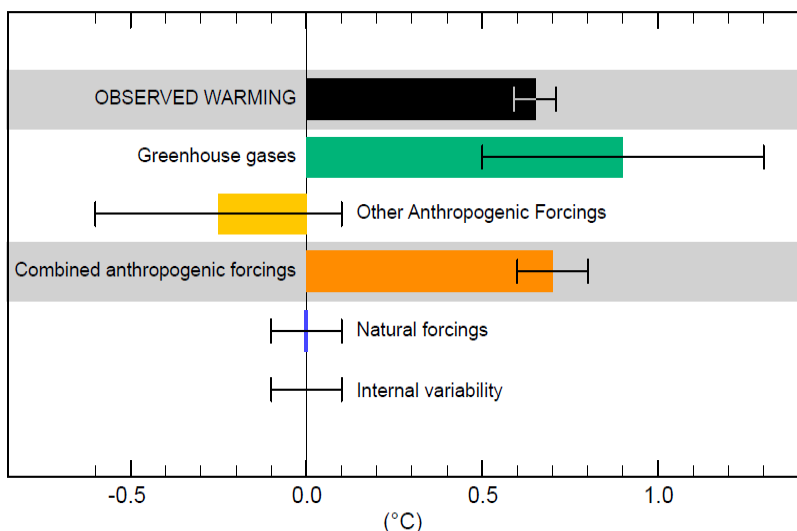 OBSERVED WARMING
Greenhouse gases
Other Anthropogenic Forcings
Combined anthropogenic forcings
Natural forcings
Internal variability
-0.5 0.0 0.5 1.0
(°C)